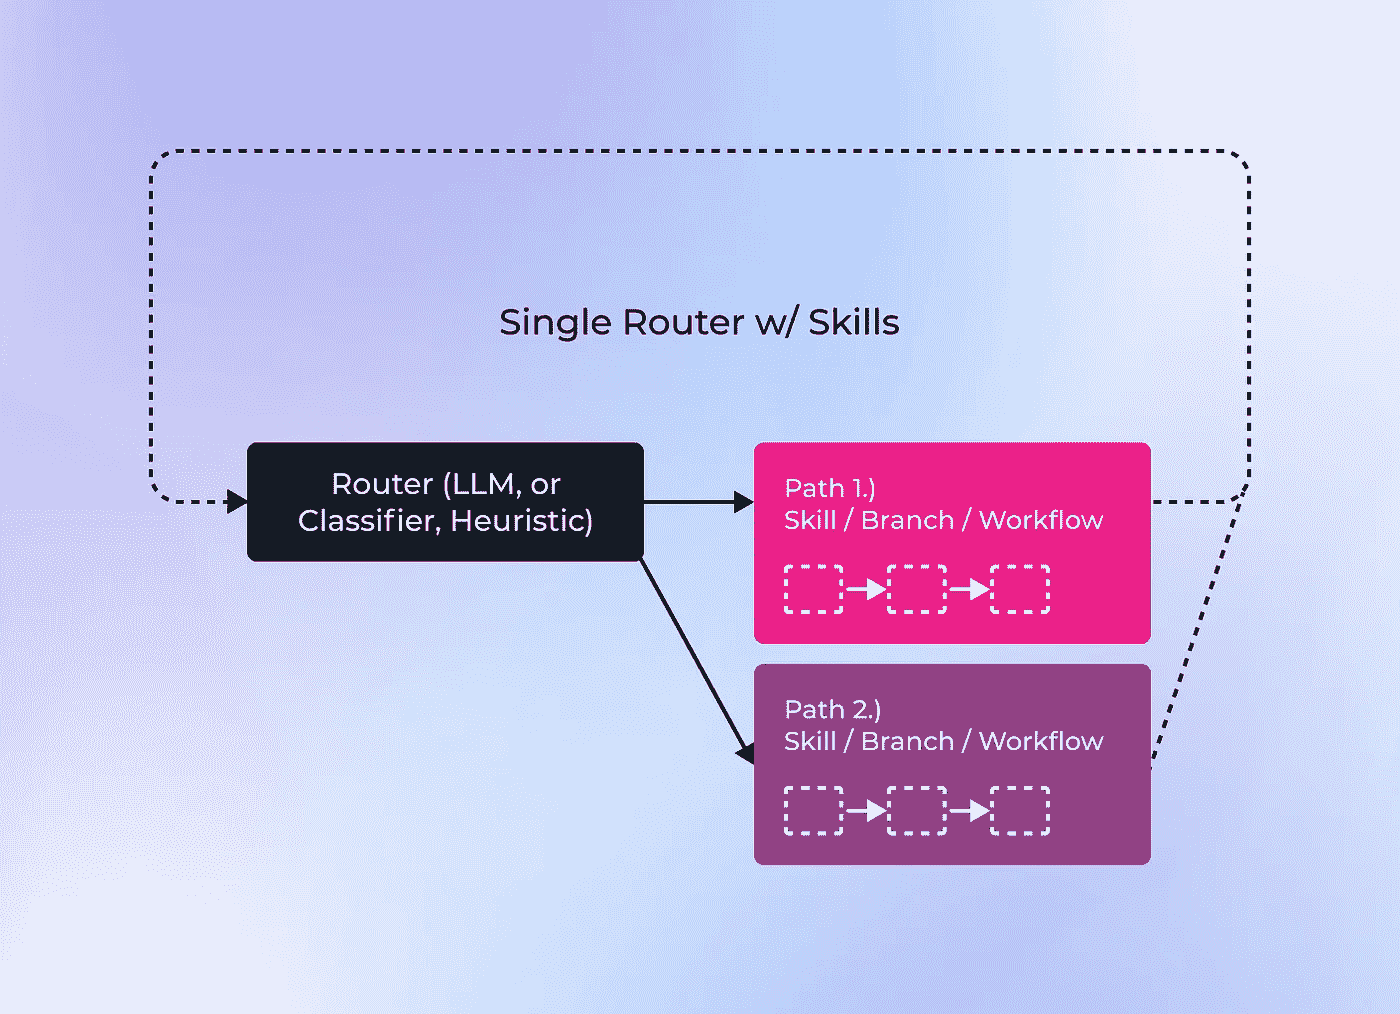 Single Router w/ Skills
Router (LLM, or
Classifier, Heuristic)
Path 1.)
Skill / Branch / Workflow
Path 2.)
Skill / Branch / Workflow